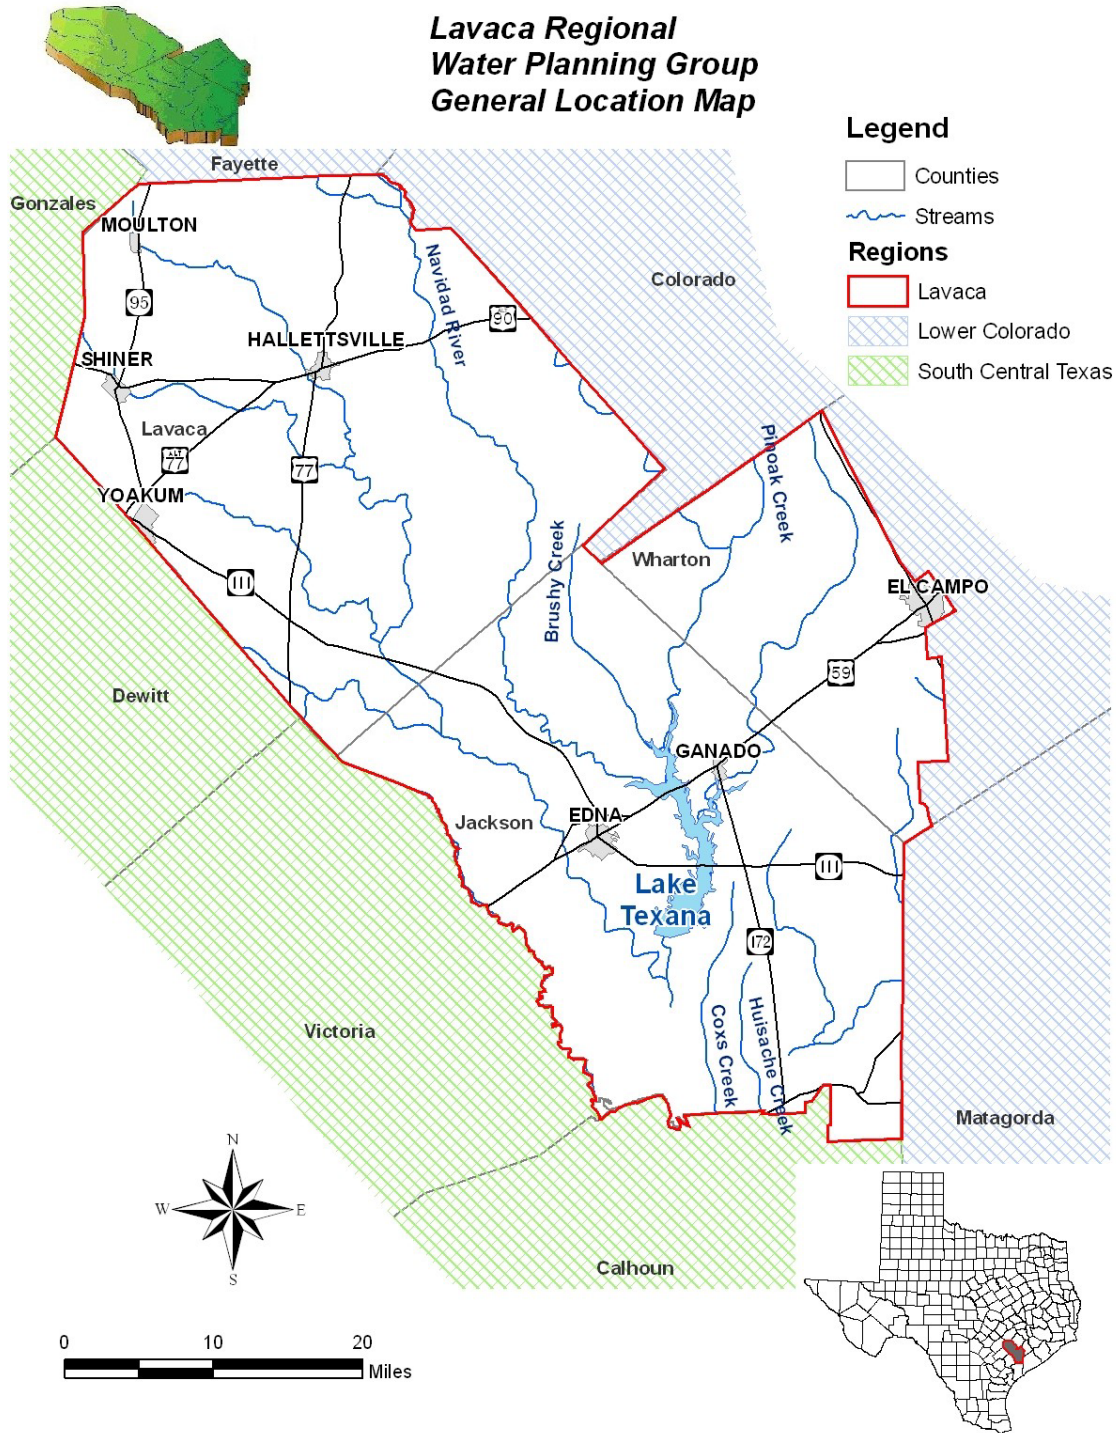 Lavaca Regional
Water Planning Group
General Location Map
Legend
Counties
Streams
Regions
Lavaca
Lower Colorado
South Central Texas
Fayette
Gonzales
MOULTON
Colorado
Navidad River
95
90
HALLETTSVILLE
SHINER
Lavaca
ALT
77
77
Pinoak Creek
YOAKUM
Brushy Creek
Wharton
111
EL CAMPO
59
Dewitt
GANADO
EDNA
Jackson
111
Lake
Texana
172
Coxs Creek
Huisache Creek
Victoria
Matagorda
Calhoun
N
W
E
S
0
10
20
Miles